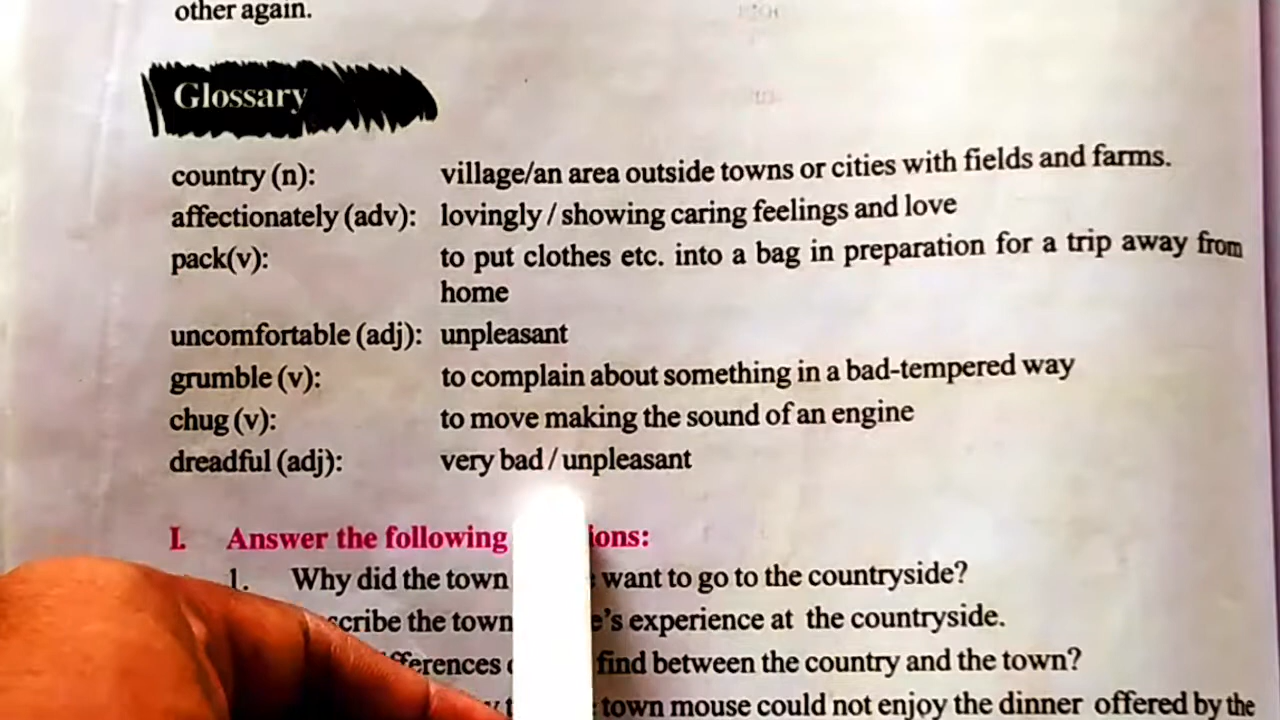 other again.
Glossary
country (n): village/an area outside towns or cities with fields and farms.
affectionately (adv): lovingly / showing caring feelings and love
pack(v): to put clothes etc. into a bag in preparation for a trip away from
home
uncomfortable (adj): unpleasant
grumble (v): to complain about something in a bad-tempered way
chug (v): to move making the sound of an engine
dreadful (adj): very bad / unpleasant
I. Answer the following ions:
1. Why did the town want to go to the countryside?
scribe the town e's experience at the countryside.
fferences find between the country and the town?
town mouse could not enjoy the dinner offered by the